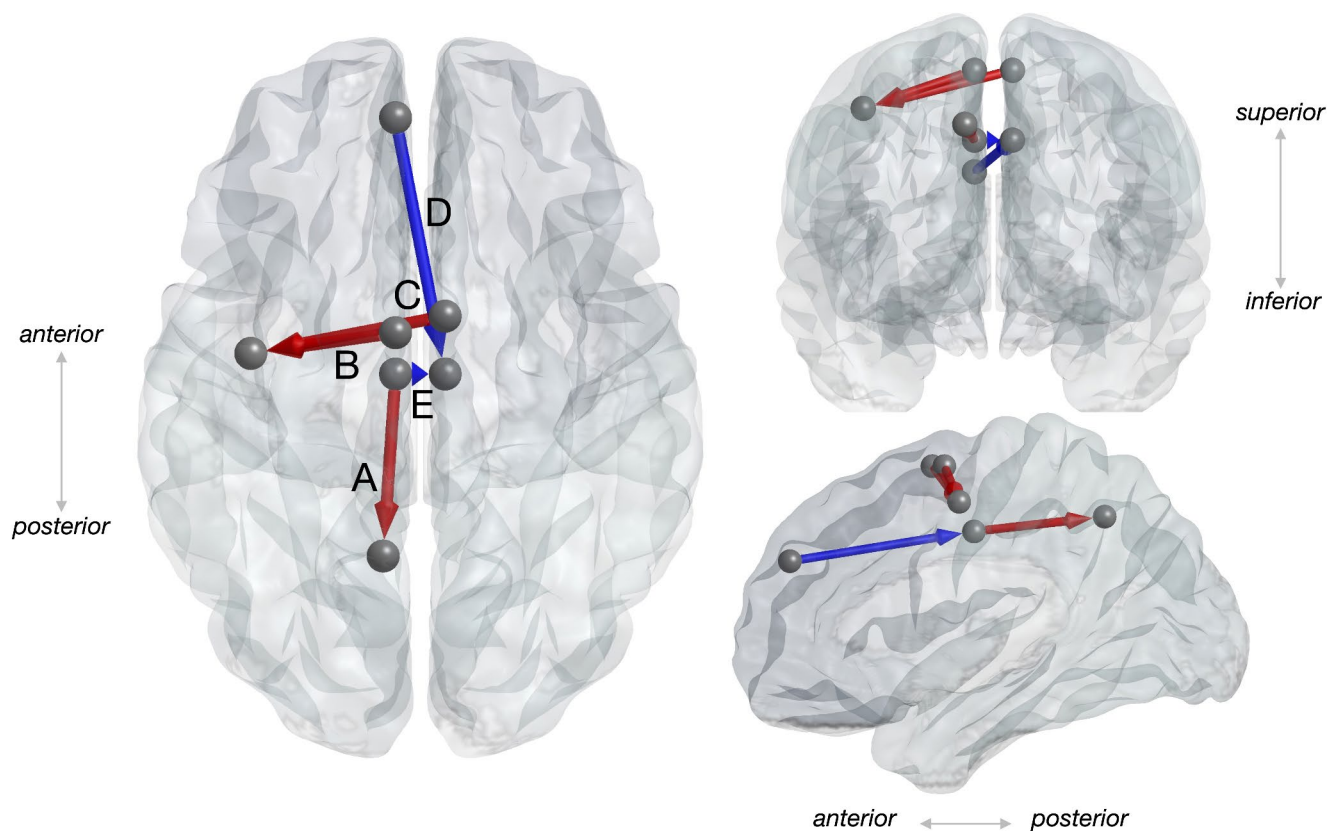 D
C
B
E
A
anterior
posterior
superior
inferior
anterior posterior